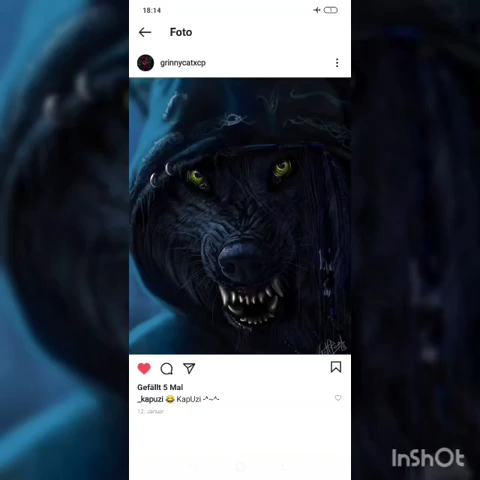 18:14
Foto
grinnycatxcp
Gefällt 5 Mal
_kapuzi 😂 KapUzi -^~^-
12. Januar
InShOt